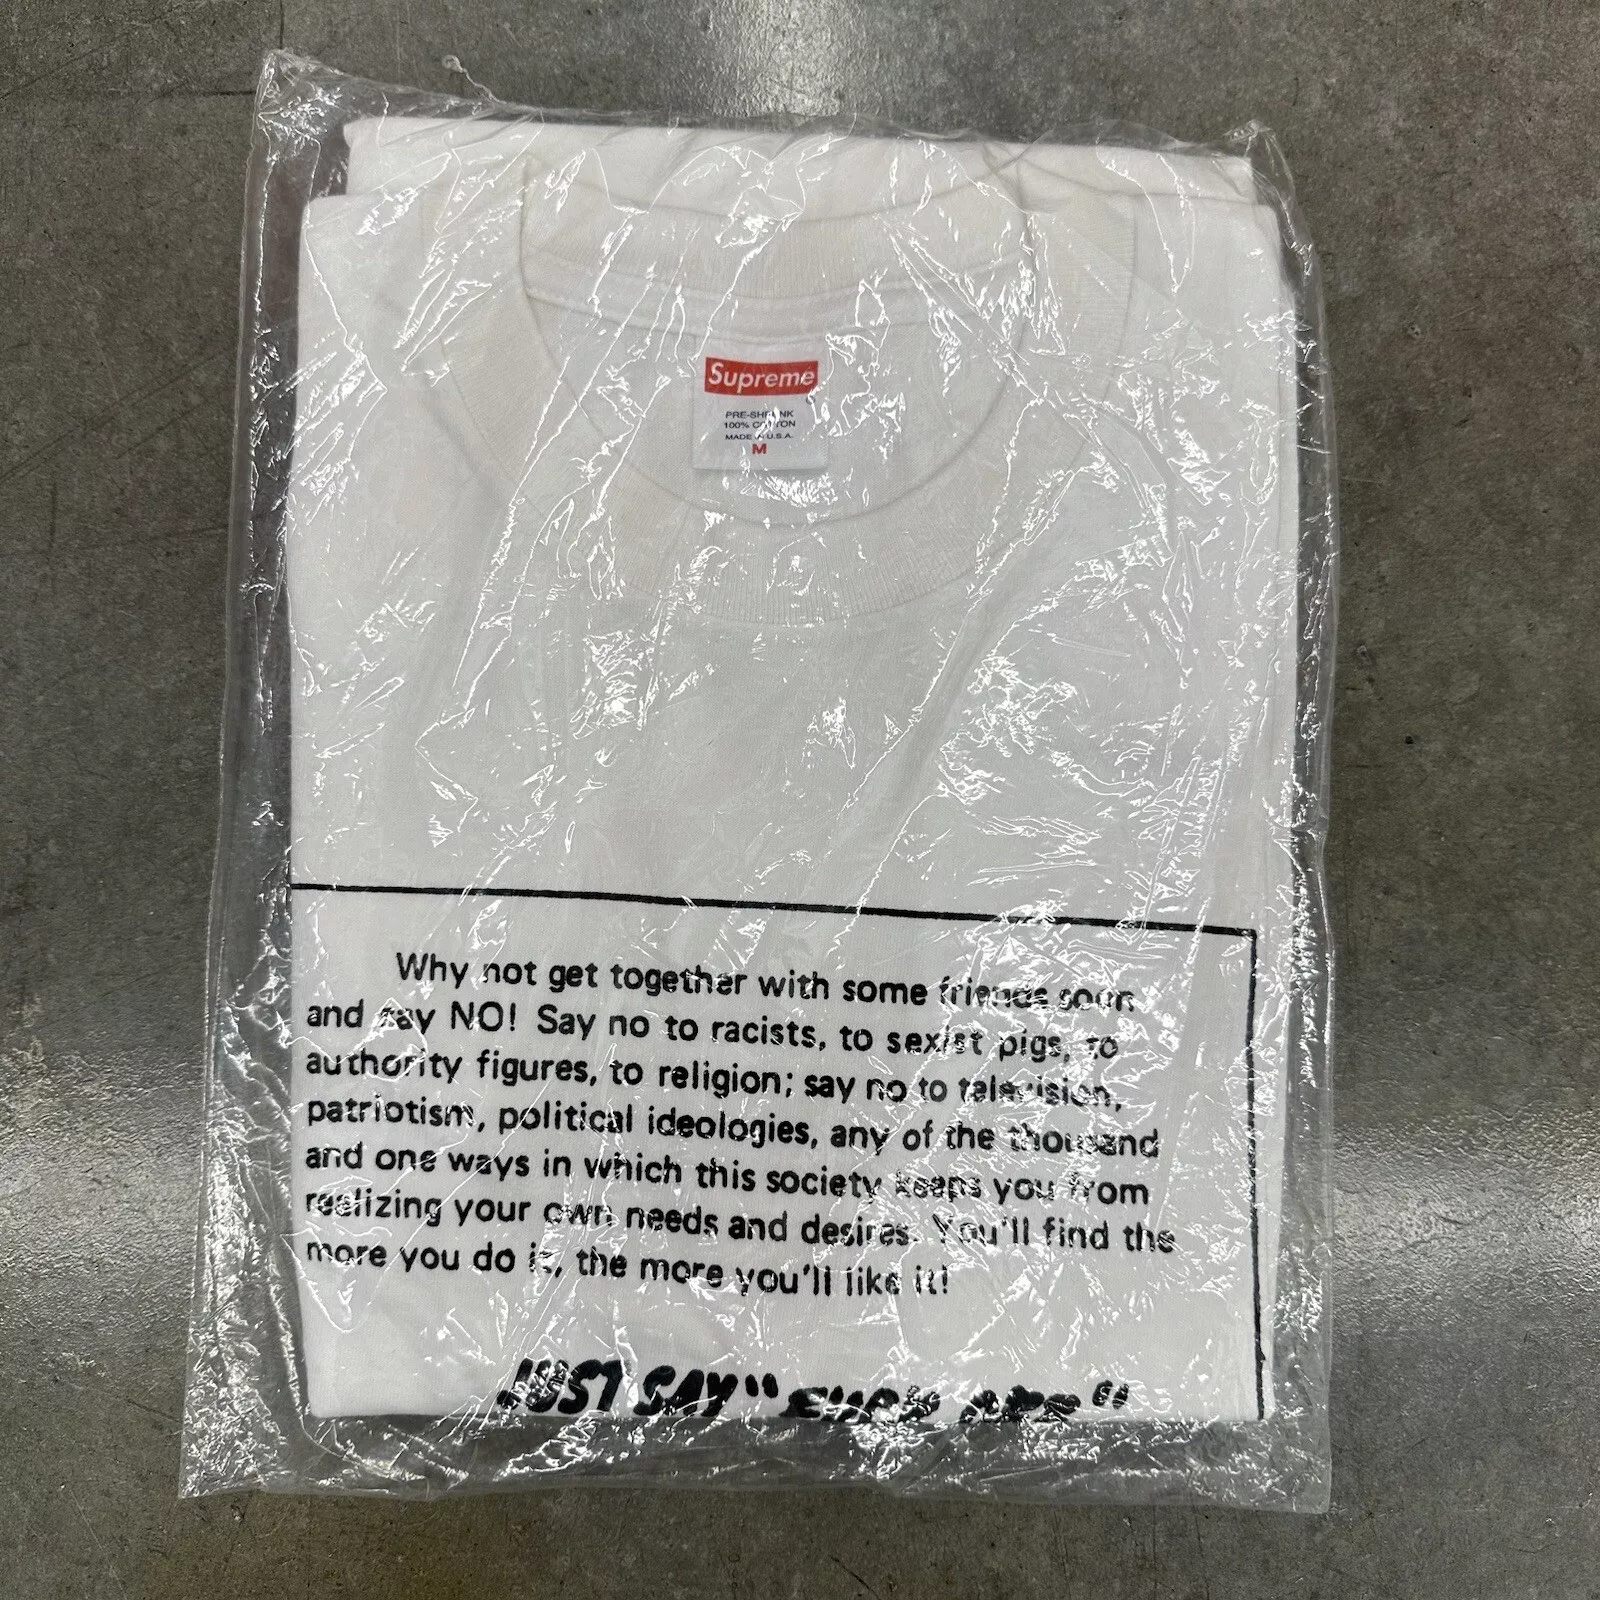 Supreme
PRE-SHRUNK
100% COTTON
MADE IN U.S.A.
M
Why not get together with some friends soon
and say NO! Say no to racists, to sexist pigs, to
authority figures, to religion; say no to television,
patriotism, political ideologies, any of the thousand
and one ways in which this society keeps you from
realizing your own needs and desires. You'll find the
more you do it, the more you'll like it!
JUST SAY "